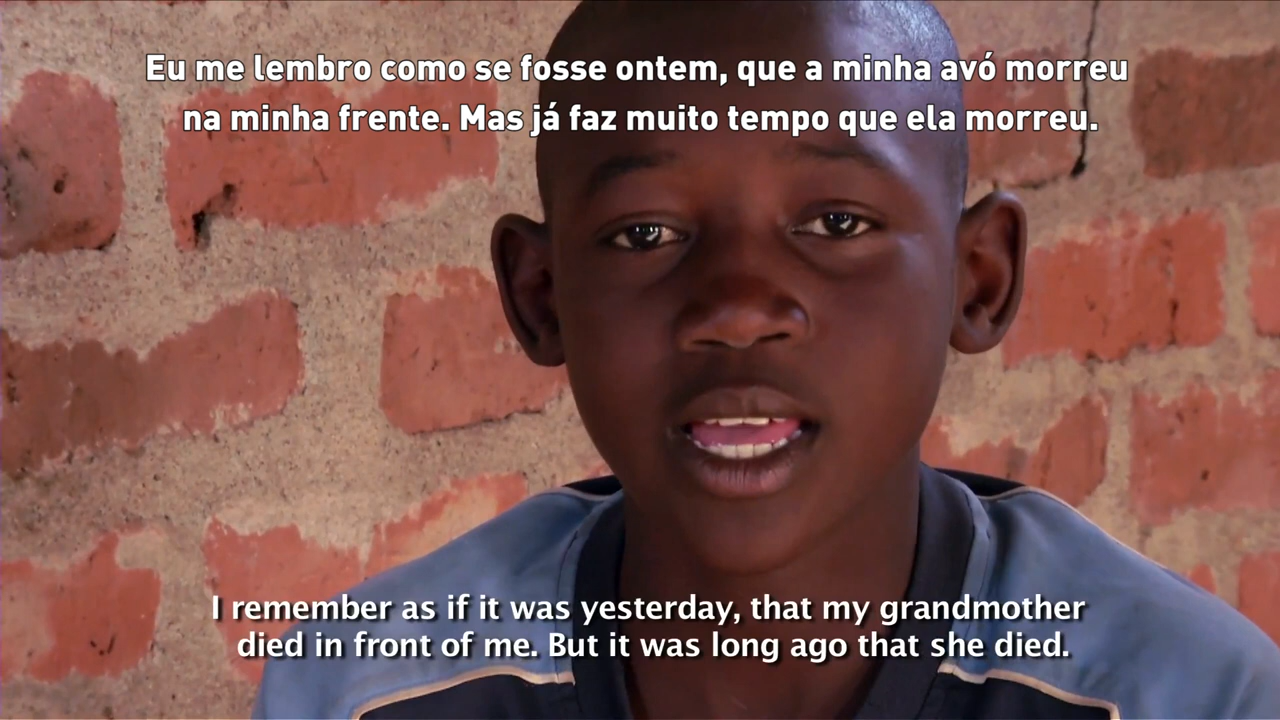 Eu me lembro como se fosse ontem, que a minha avó morreu
na minha frente. Mas já faz muito tempo que ela morreu.
I remember as if it was yesterday, that my grandmother
died in front of me. But it was long ago that she died.